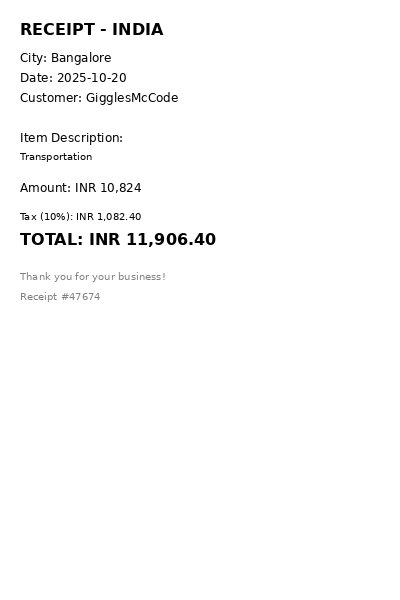 RECEIPT - INDIA
City: Bangalore
Date: 2025-10-20
Customer: GigglesMcCode
Item Description:
Transportation
Amount: INR 10,824
Tax (10%): INR 1,082.40
TOTAL: INR 11,906.40
Thank you for your business!
Receipt #47674